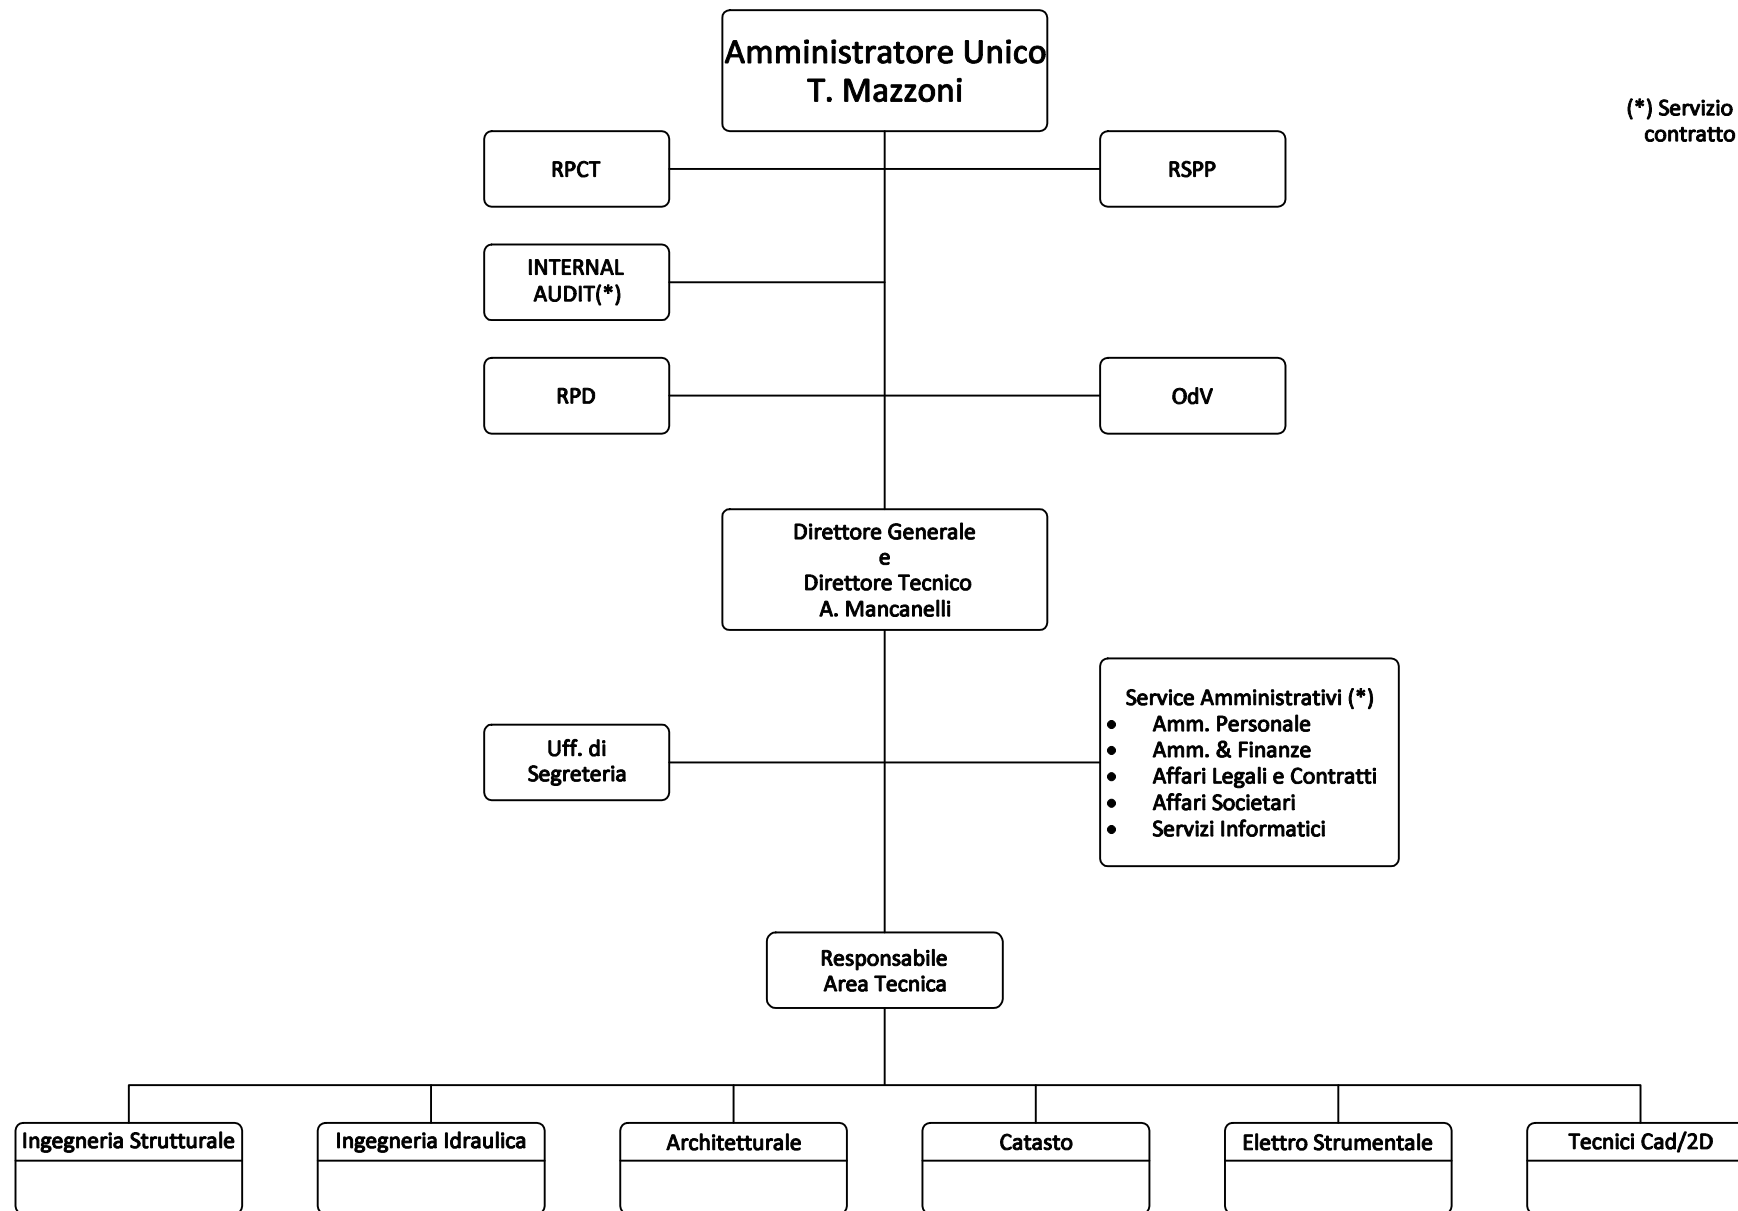 Amministratore Unico
T. Mazzoni
(*) Servizio
contratto
RPCT
RSPP
INTERNAL
AUDIT(*)
RPD
OdV
Direttore Generale
e
Direttore Tecnico
A. Mancanelli
Uff. di
Segreteria
Service Amministrativi (*)
• Amm. Personale
• Amm. & Finanze
• Affari Legali e Contratti
• Affari Societari
• Servizi Informatici
Responsabile
Area Tecnica
Ingegneria Strutturale
Ingegneria Idraulica
Architetturale
Catasto
Elettro Strumentale
Tecnici Cad/2D